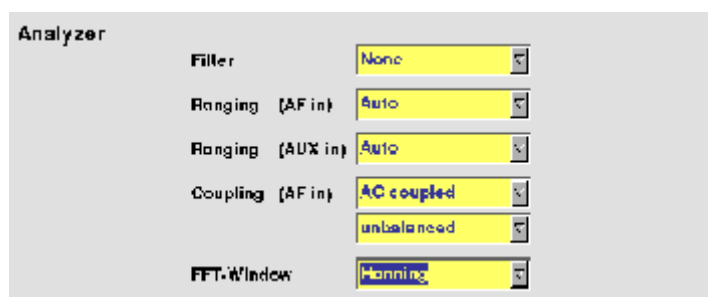 Analyzer
Filter None
Ranging (AF in) Auto
Ranging (AUX in) Auto
Coupling (AF in) AC coupled
unbalanced
FFT-Window Hanning